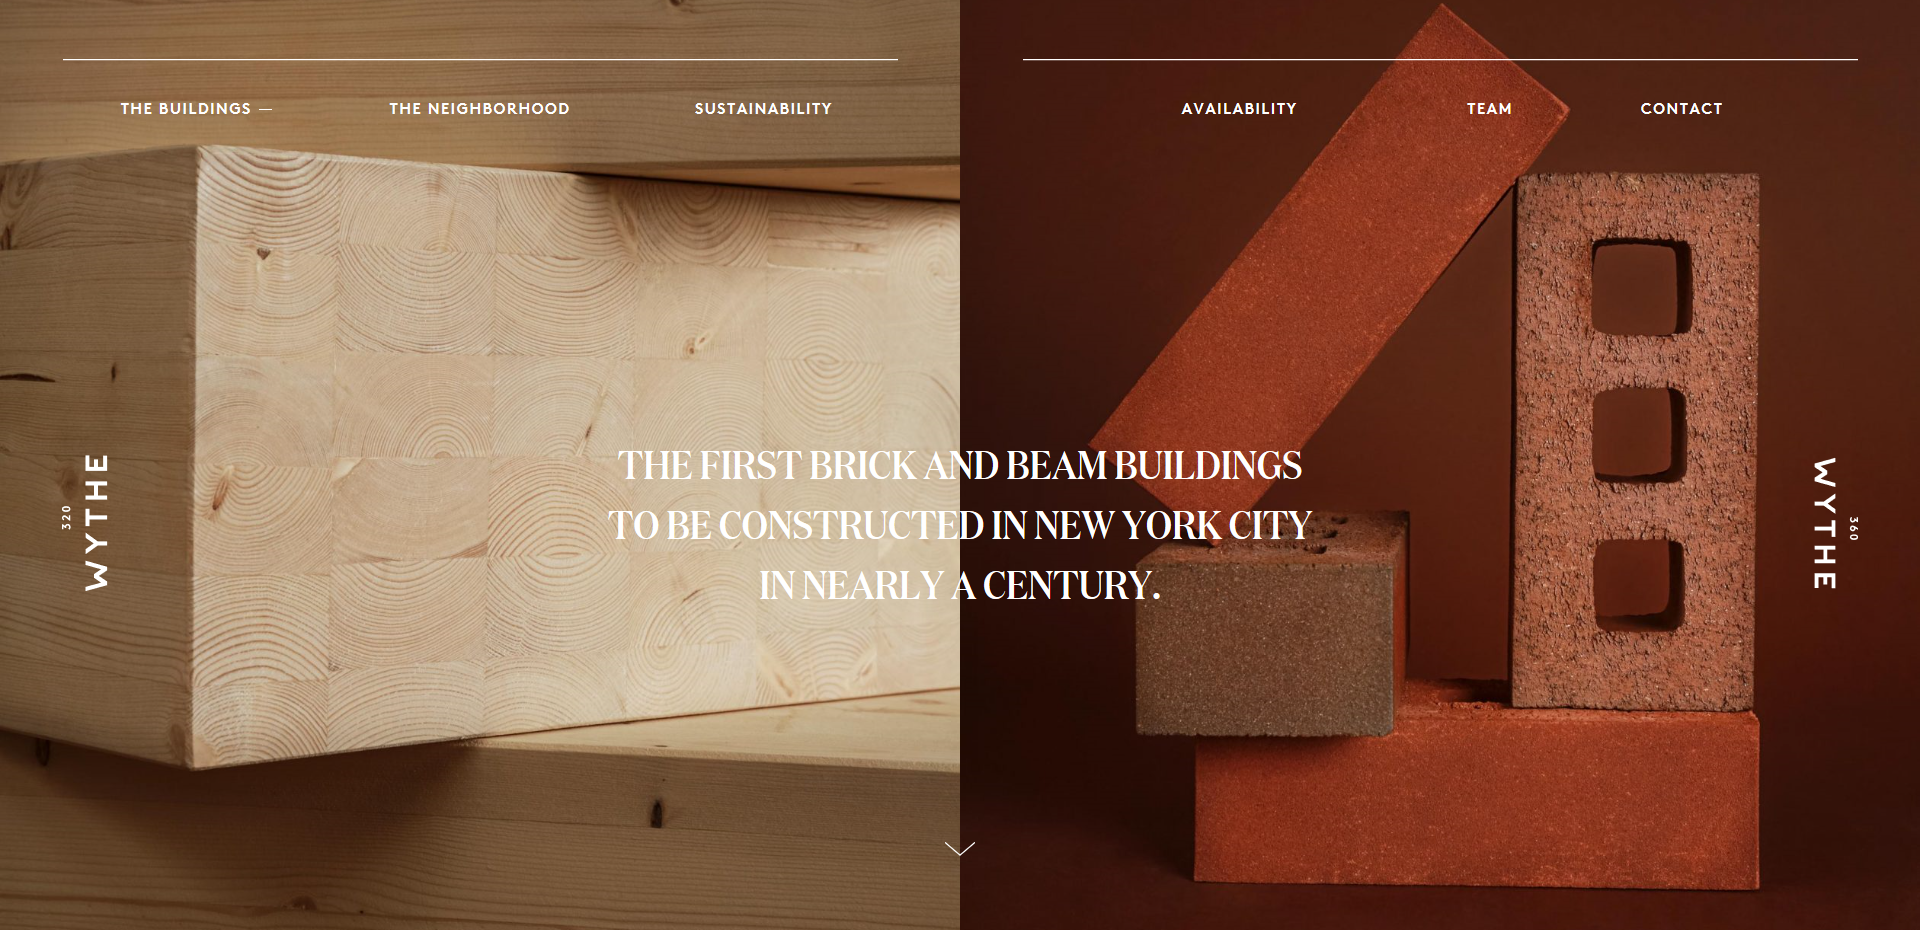 THE BUILDINGS —
THE NEIGHBORHOOD
SUSTAINABILITY
AVAILABILITY
TEAM
CONTACT
320
WYTHE
THE FIRST BRICK AND BEAM BUILDINGS
TO BE CONSTRUCTED IN NEW YORK CITY
IN NEARLY A CENTURY.
WYTHE
360